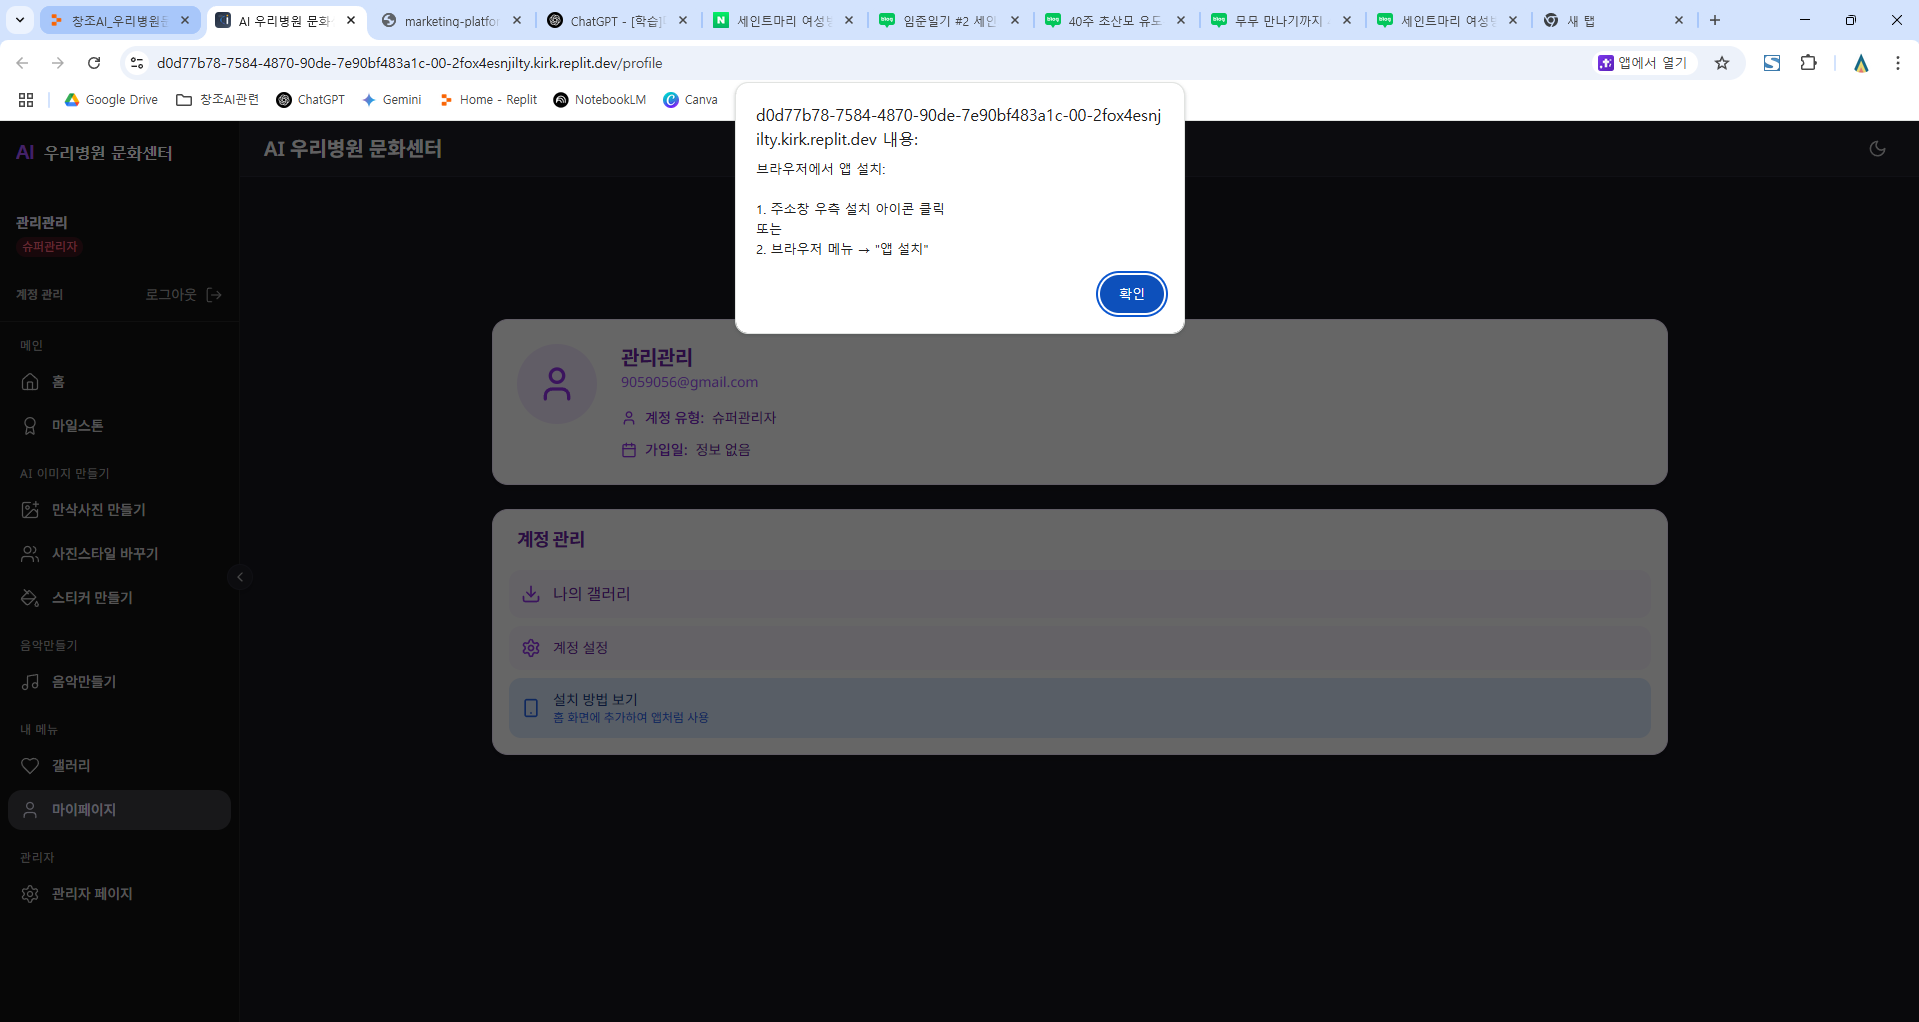 창조AI_우리병원문
AI 우리병원 문화
marketing-platfor
ChatGPT - [학습]
세인트마리 여성병
임준일기 #2 세인
40주 초산모 유도
무무 만나기까지
세인트마리 여성병
새 탭
d0d77b78-7584-4870-90de-7e90bf483a1c-00-2fox4esnjilty.kirk.replit.dev/profile
앱에서 열기
Google Drive
창조AI관련
ChatGPT
Gemini
Home - Replit
NotebookLM
Canva
d0d77b78-7584-4870-90de-7e90bf483a1c-00-2fox4esnj
ilty.kirk.replit.dev 내용:
브라우저에서 앱 설치:
1. 주소창 우측 설치 아이콘 클릭
또는
2. 브라우저 메뉴 → "앱 설치"
확인
AI 우리병원 문화센터
관리관리
슈퍼관리자
계정 관리
로그아웃
메인
홈
마일스톤
AI 이미지 만들기
만삭사진 만들기
사진스타일 바꾸기
스티커 만들기
음악만들기
음악만들기
내 메뉴
갤러리
마이페이지
관리자
관리자 페이지
AI 우리병원 문화센터
관리관리
9059056@gmail.com
계정 유형: 슈퍼관리자
가입일: 정보 없음
계정 관리
나의 갤러리
계정 설정
설치 방법 보기
홈 화면에 추가하여 앱처럼 사용